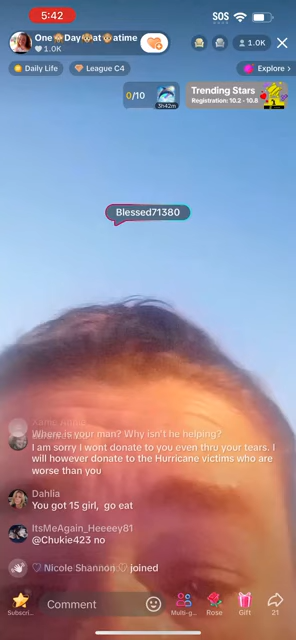 5:42
SOS
One🐵Day🐵at🐵atime
1.0K
1.0K
Daily Life
League C4
Explore >
0/10
3h42m
Trending Stars
Registration: 10.2 - 10.8
Blessed71380
Where is your man? Why isn't he helping?
I am sorry I wont donate to you even thru your tears. I
will however donate to the Hurricane victims who are
worse than you
Dahlia
You got 15 girl, go eat
ItsMeAgain_Heeeey81
@Chukie423 no
♡ Nicole Shannon♡ joined
Subscri...
Comment
Multi-g...
Rose
Gift
21